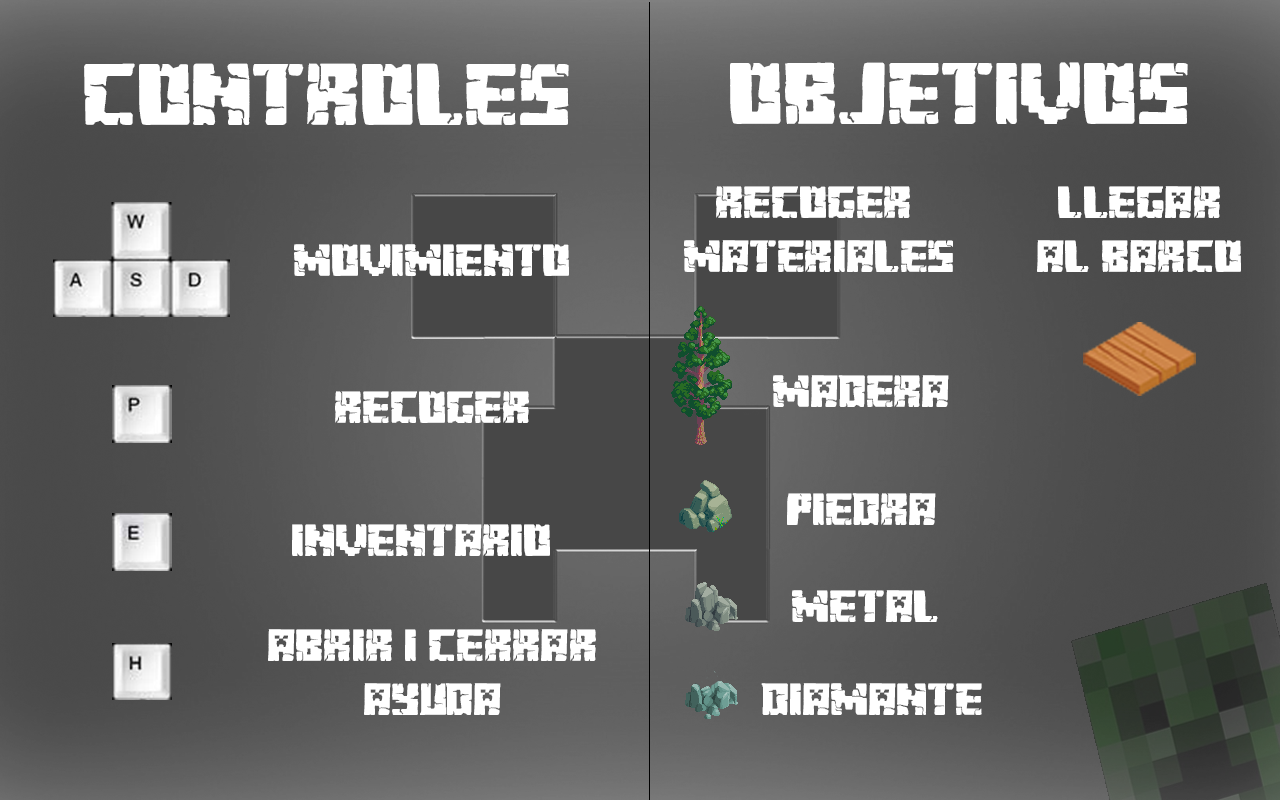 CONTROLES
W
A S D
MOVIMIENTO
P
RECOGER
E
INVENTARIO
H
ABRIR I CERRAR
AYUDA
OBJETIVOS
RECOGER
MATERIALES
MADERA
PIEDRA
METAL
DIAMANTE
LLEGAR
AL BARCO